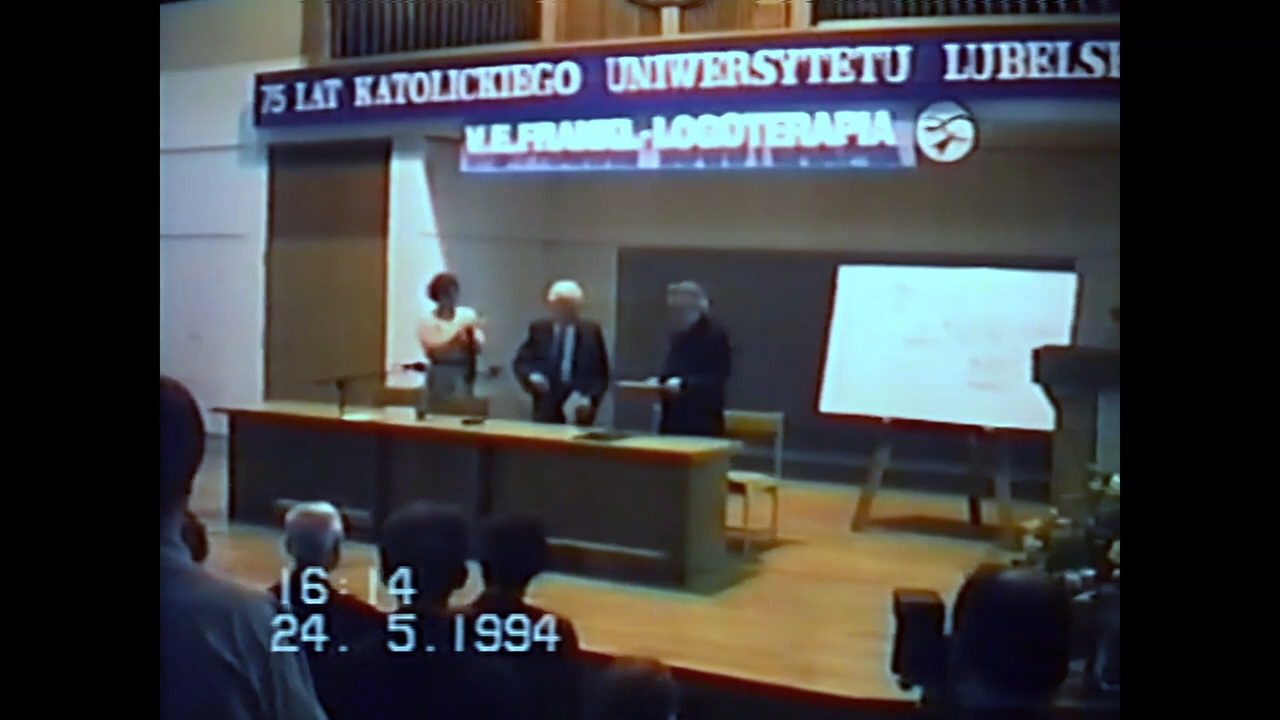 75 LAT KATOLICKIEGO UNIWERSYTETU LUBELSK
V.E.FRANKL-LOGOTERAPIA
16:14
24. 5.1994